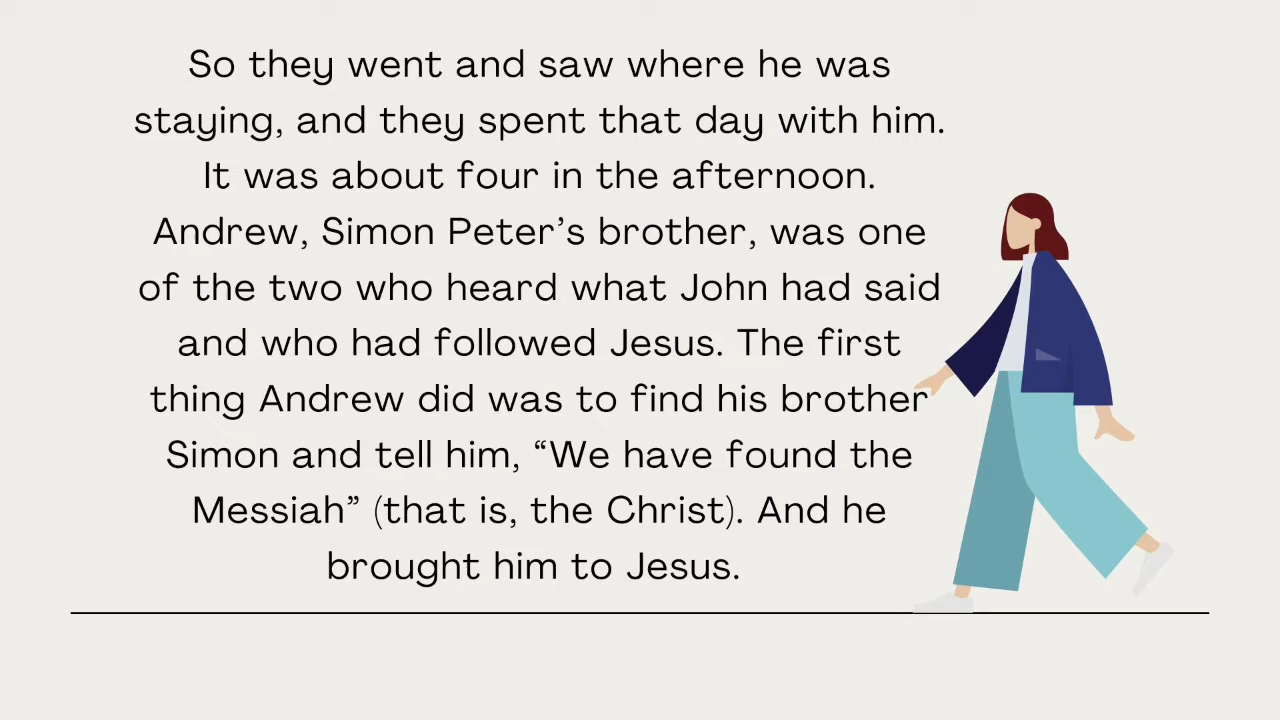 So they went and saw where he was
staying, and they spent that day with him.
It was about four in the afternoon.
Andrew, Simon Peter’s brother, was one
of the two who heard what John had said
and who had followed Jesus. The first
thing Andrew did was to find his brother
Simon and tell him, “We have found the
Messiah” (that is, the Christ). And he
brought him to Jesus.